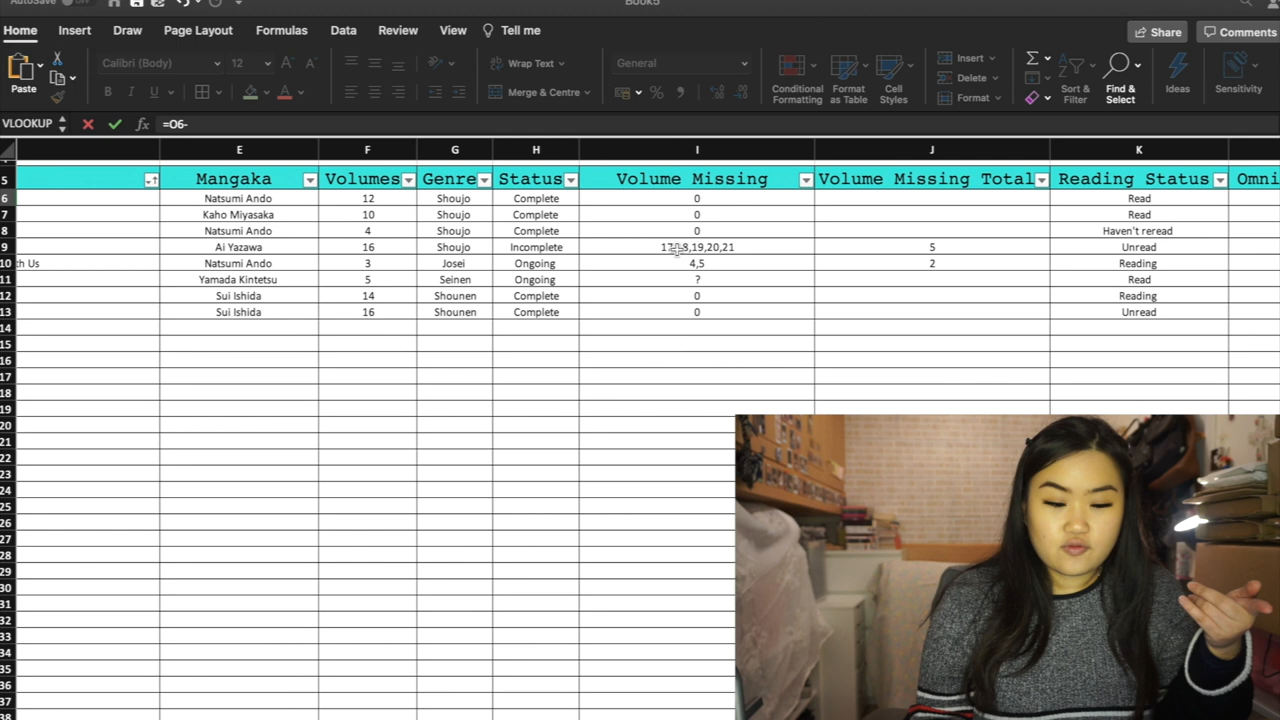 AutoSave OFF Book5
Home Insert Draw Page Layout Formulas Data Review View Tell me Share Comments
Calibri (Body) 12 A A Wrap Text General Insert
Paste B I U A Merge & Centre % Conditional Formatting Format as Table Cell Styles Delete Format Sort & Filter Find & Select Ideas Sensitivity
VLOOKUP fx =O6-
E F G H I J K
5 Mangaka Volumes Genre Status Volume Missing Volume Missing Total Reading Status Omni
6 Natsumi Ando 12 Shoujo Complete 0 Read
7 Kaho Miyasaka 10 Shoujo Complete 0 Read
8 Natsumi Ando 4 Shoujo Complete 0 Haven't reread
9 Ai Yazawa 16 Shoujo Incomplete 17,18,19,20,21 5 Unread
10 th Us Natsumi Ando 3 Josei Ongoing 4,5 2 Reading
11 Yamada Kintetsu 5 Seinen Ongoing ? Read
12 Sui Ishida 14 Shounen Complete 0 Reading
13 Sui Ishida 16 Shounen Complete 0 Unread
14
15
16
17
18
19
20
21
22
23
24
25
26
27
28
29
30
31
32
33
34
35
36
37
38